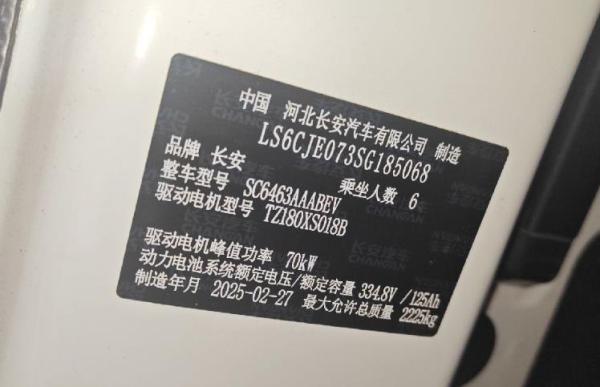 中国 河北长安汽车有限公司 制造
LS6CJE073SG185068
品牌 长安 乘坐人数 6
整车型号 SC6463AAABEV
驱动电机型号 TZ180XS018B
驱动电机峰值功率 70kW
动力电池系统额定电压/额定容量 334.8V /125Ah
制造年月 2025-02-27 最大允许总质量 2225kg